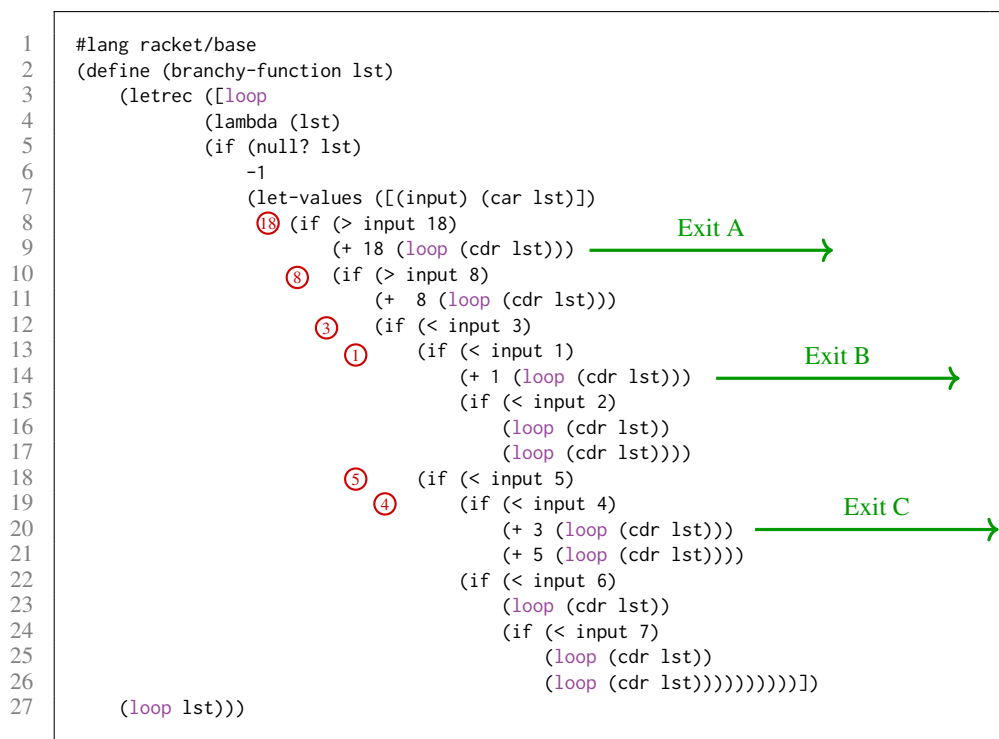 1 #lang racket/base
2 (define (branchy-function lst)
3 (letrec ([loop
4 (lambda (lst)
5 (if (null? lst)
6 -1
7 (let-values ([(input) (car lst)])
8 18 (if (> input 18) Exit A
9 (+ 18 (loop (cdr lst)))
10 8 (if (> input 8)
11 (+ 8 (loop (cdr lst)))
12 3 (if (< input 3)
13 1 (if (< input 1) Exit B
14 (+ 1 (loop (cdr lst)))
15 (if (< input 2)
16 (loop (cdr lst))
17 (loop (cdr lst))))
18 5 (if (< input 5)
19 4 (if (< input 4) Exit C
20 (+ 3 (loop (cdr lst)))
21 (+ 5 (loop (cdr lst))))
22 (if (< input 6)
23 (loop (cdr lst))
24 (if (< input 7)
25 (loop (cdr lst))
26 (loop (cdr lst))))))))))])
27 (loop lst)))